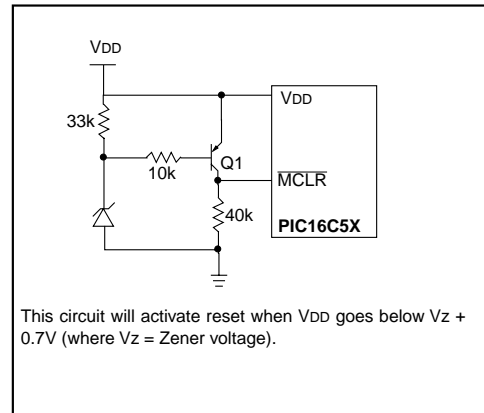 VDD
33k
VDD
10k
Q1
MCLR
40k
PIC16C5X
This circuit will activate reset when VDD goes below Vz +
0.7V (where Vz = Zener voltage).